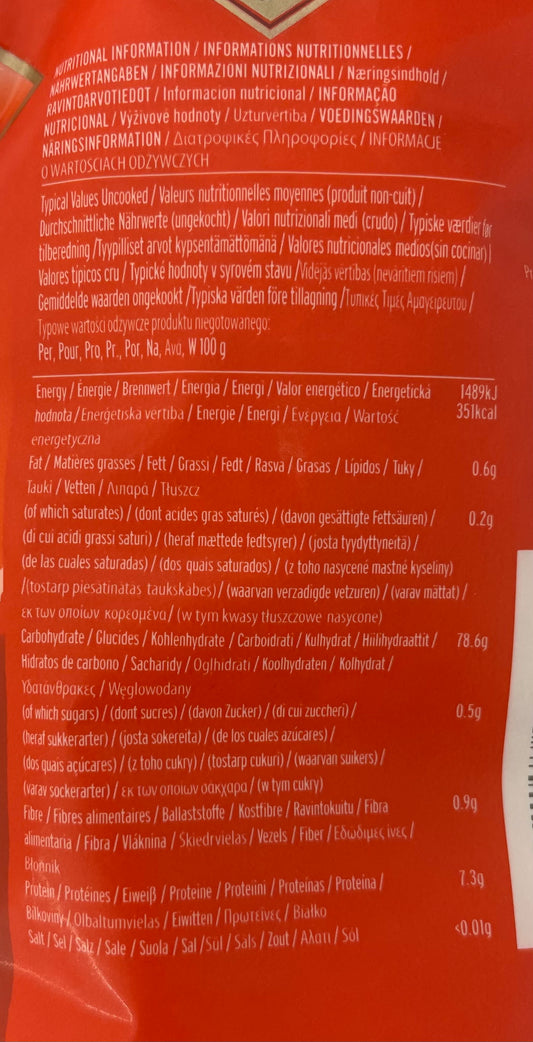 NUTRITIONAL INFORMATION / INFORMATIONS NUTRITIONNELLES /
NÄHRWERTANGABEN / INFORMAZIONI NUTRIZIONALI / Næringsindhold /
RAVINTOARVOTIEDOT / Informacion nutricional / INFORMAÇÃO
NUTRICIONAL / Výživové hodnoty / Uzturvērtība / VOEDINGSWAARDEN /
NÄRINGSINFORMATION / Διατροφικές Πληροφορίες / INFORMACJE
O WARTOSCIACH ODZYWCZYCH
Typical Values Uncooked / Valeurs nutritionnelles moyennes (produit non-cuit) /
Durchschnittliche Nährwerte (ungekocht) / Valori nutrizionali medi (crudo) / Typiske værdier før
tilberedning /Tyypilliset arvot kypsentämättömänä / Valores nutricionales medios(sin cocinar) |
Valores típicos cru / Typické hodnoty v syrovém stavu /Vidējās vērtības (nevārītiem rīsiem) /
Gemiddelde waarden ongekookt /Typiska värden före tillagning /Τυπικές Τιμές Αμαγείρευτου /
Typowe wartości odżywcze produktu niegotowanego:
Per, Pour, Pro, Pr., Por, Na, Ανά, W 100 g
Energy / Énergie / Brennwert / Energia / Energi / Valor energético / Energetická 1489kJ
hodnota / Enerģētiskā vērtība / Energie / Energi / Ενέργεια / Wartość 351kcal
energetyczna
Fat / Matières grasses / Fett / Grassi / Fedt / Rasva / Grasas / Lípidos / Tuky / 0.6g
Tauki / Vetten / Λιπαρά / Tłuszcz
(of which saturates) / (dont acides gras saturés) / (davon gesättigte Fettsäuren) / 0.2g
(di cui acidi grassi saturi) / (heraf mættede fedtsyrer) / (josta tyydyttyneitä) /
(de las cuales saturadas) / (dos quais saturados) / (z toho nasycené mastné kyseliny)
/(tostarp piesātinātās taukskābes) / (waarvan verzadigde vetzuren) / (varav mättat) /
εκ των οποίων κορεσμένα/ (w tym kwasy tłuszczowe nasycone)
Carbohydrate / Glucides / Kohlenhydrate / Carboidrati / Kulhydrat / Hiilihydraattit / 78.6g
Hidratos de carbono / Sacharidy / Ogļhidrāti / Koolhydraten / Kolhydrat /
Υδατάνθρακες / Węglowodany
(of which sugars) / (dont sucres) / (davon Zucker) / (di cui zuccheri) / 0.5g
(heraf sukkerarter) / (josta sokereita) / (de los cuales azúcares) /
(dos quais açúcares) / (z toho cukry) / (tostarp cukuri) / (waarvan suikers) /
(varav sockerarter) / εκ των οποίων σάκχαρα / (w tym cukry)
Fibre / Fibres alimentaires / Ballaststoffe / Kostfibre / Ravintokuitu / Fibra 0.9g
alimentaria / Fibra / Vláknina / Šķiedrvielas / Vezels / Fiber / Εδώδιμες ίνες /
Błonnik
Protein / Protéines / Eiweiß / Proteine / Proteiini / Proteínas / Proteína / 7.3g
Bílkoviny / Olbaltumvielas / Eiwitten / Πρωτεΐνες / Białko
Salt / Sel / Salz / Sale / Suola / Sal /Sůl / Sāls / Zout / Αλάτι / Sól <0.01g